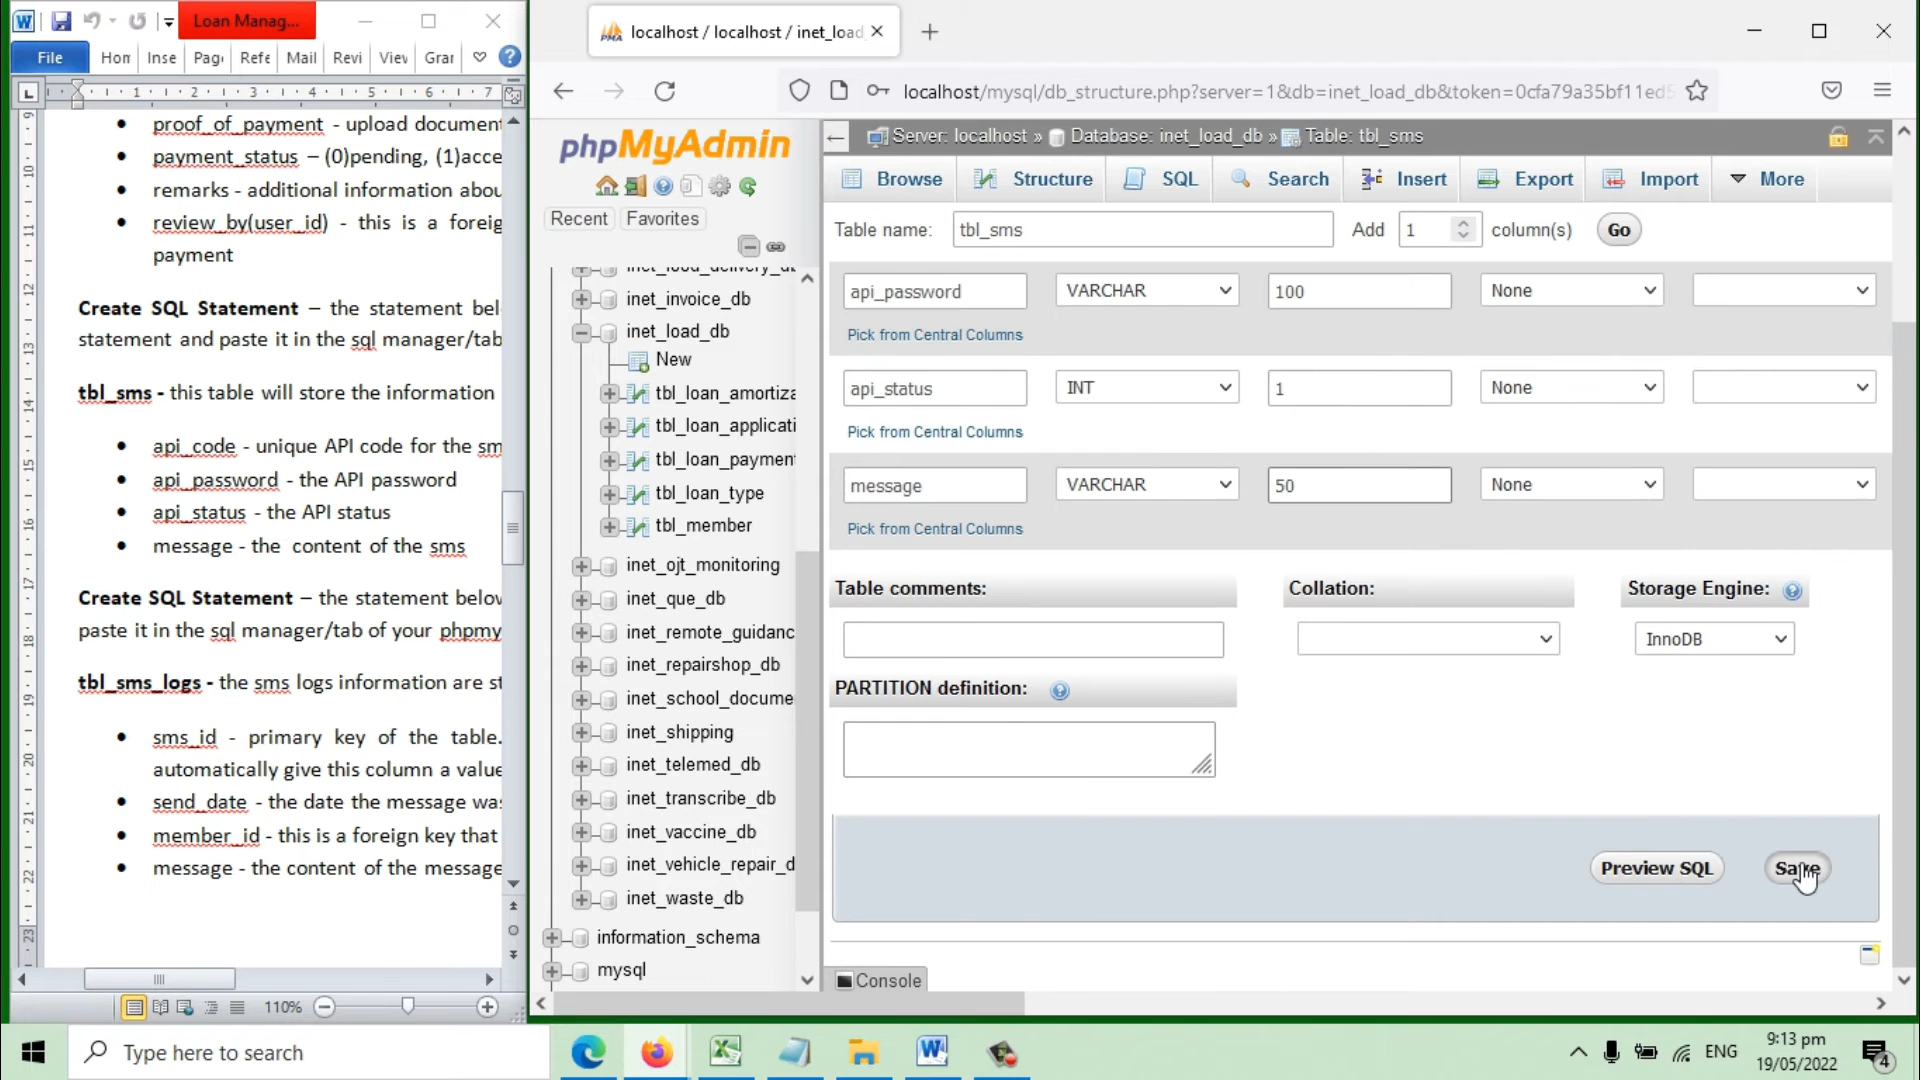 Loan Manag...
File
Hon
Inse
Pag
Refe
Mail
Revi
Viev
Grar
proof_of_payment - upload document
payment_status – (0)pending, (1)acce
remarks - additional information abou
review_by(user_id) - this is a foreig
payment
Create SQL Statement – the statement bel
statement and paste it in the sql manager/tab
tbl_sms - this table will store the information
api_code - unique API code for the sm
api_password - the API password
api_status - the API status
message - the content of the sms
Create SQL Statement – the statement below
paste it in the sql manager/tab of your phpmy
tbl_sms_logs - the sms logs information are st
sms_id - primary key of the table.
automatically give this column a value
send_date - the date the message was
member_id - this is a foreign key that
message - the content of the message
110%
localhost / localhost / inet_load
localhost/mysql/db_structure.php?server=1&db=inet_load_db&token=0cfa79a35bf11ed5
phpMyAdmin
Recent
Favorites
inet_invoice_db
inet_load_db
New
tbl_loan_amortiza
tbl_loan_applicati
tbl_loan_payment
tbl_loan_type
tbl_member
inet_ojt_monitoring
inet_que_db
inet_remote_guidanc
inet_repairshop_db
inet_school_docume
inet_shipping
inet_telemed_db
inet_transcribe_db
inet_vaccine_db
inet_vehicle_repair_d
inet_waste_db
information_schema
mysql
Server: localhost » Database: inet_load_db » Table: tbl_sms
Browse
Structure
SQL
Search
Insert
Export
Import
More
Table name: tbl_sms Add 1 column(s) Go
api_password VARCHAR 100 None
Pick from Central Columns
api_status INT 1 None
Pick from Central Columns
message VARCHAR 50 None
Pick from Central Columns
Table comments: Collation: Storage Engine:
InnoDB
PARTITION definition:
Preview SQL Save
Console
Type here to search
ENG
9:13 pm
19/05/2022
4